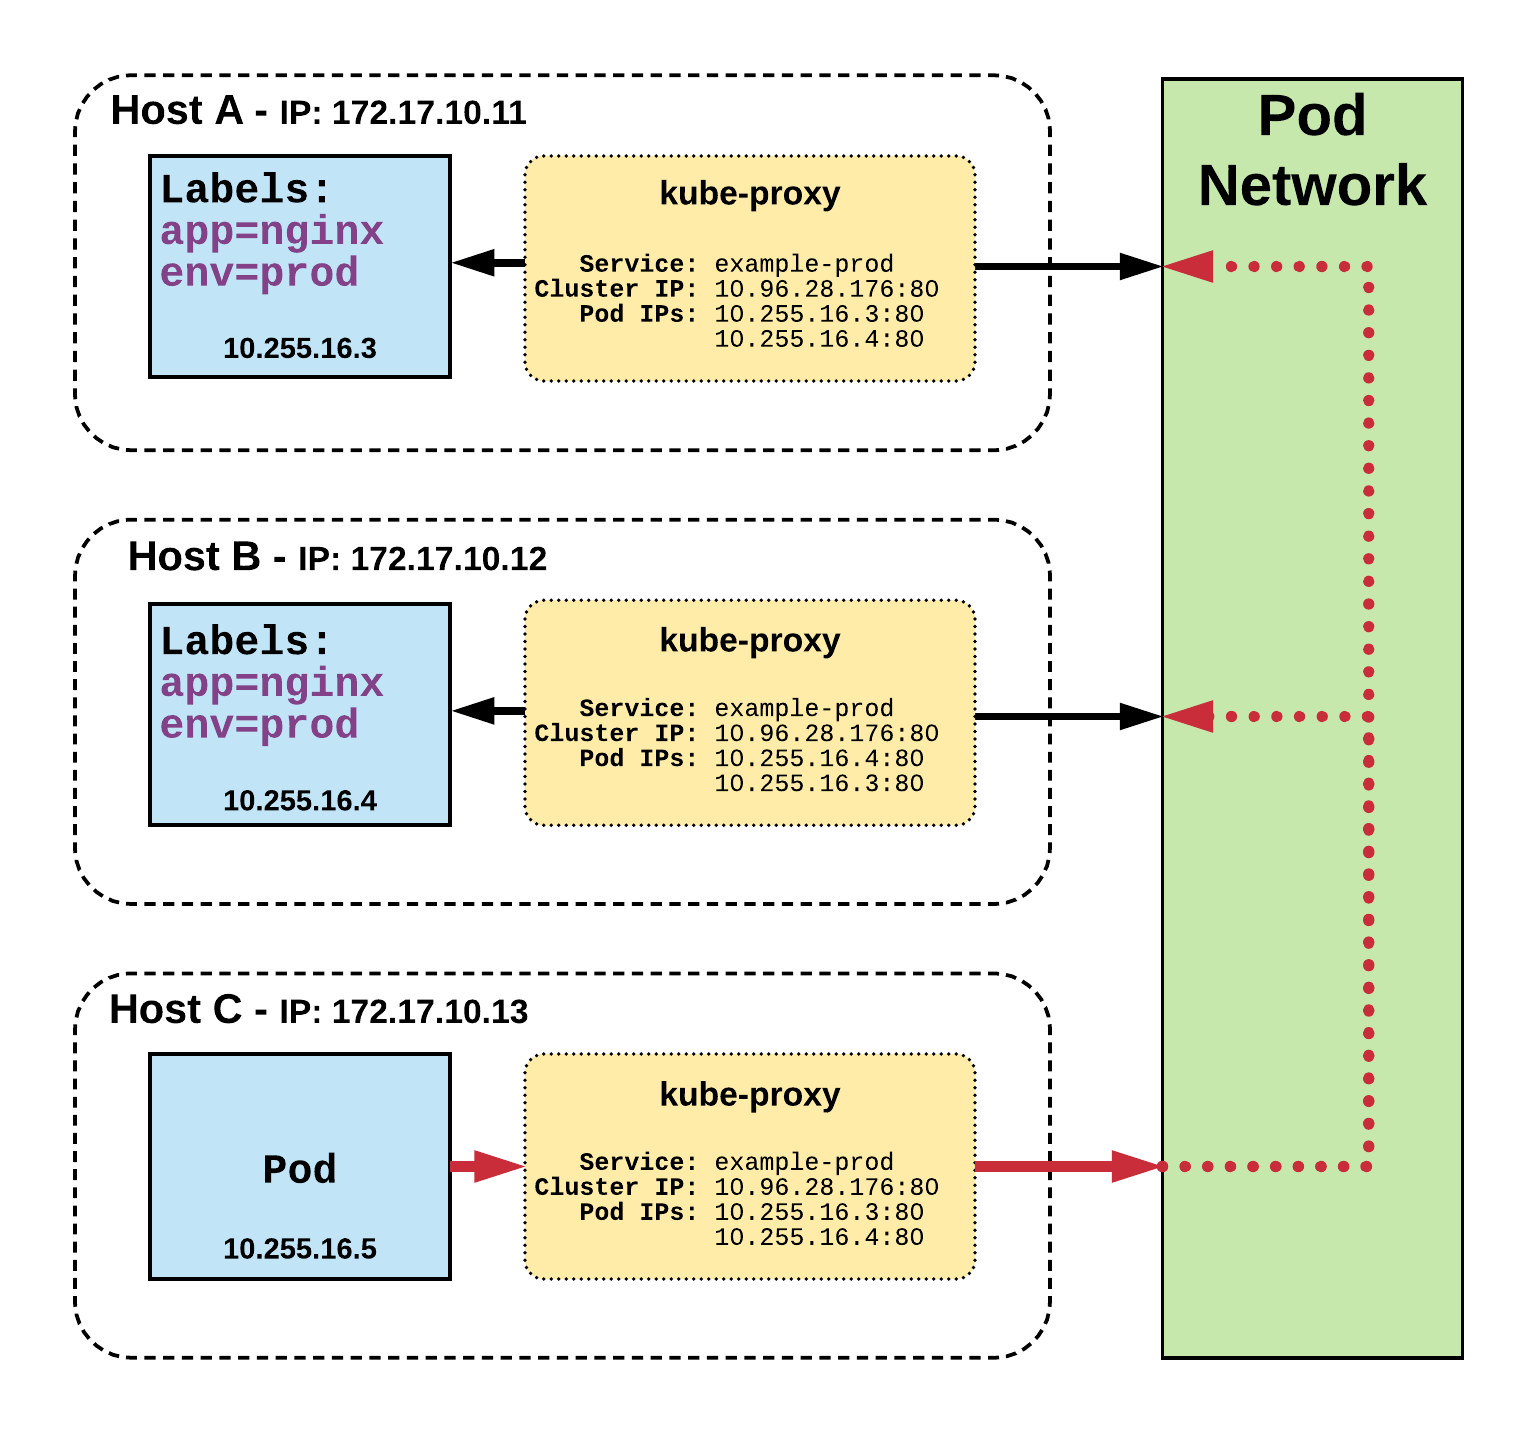 Host A - IP: 172.17.10.11
Labels:
app=nginx
env=prod
10.255.16.3
kube-proxy
Service: example-prod
Cluster IP: 10.96.28.176:80
Pod IPs: 10.255.16.3:80
10.255.16.4:80
Pod
Network
Host B - IP: 172.17.10.12
Labels:
app=nginx
env=prod
10.255.16.4
kube-proxy
Service: example-prod
Cluster IP: 10.96.28.176:80
Pod IPs: 10.255.16.4:80
10.255.16.3:80
Host C - IP: 172.17.10.13
Pod
10.255.16.5
kube-proxy
Service: example-prod
Cluster IP: 10.96.28.176:80
Pod IPs: 10.255.16.3:80
10.255.16.4:80